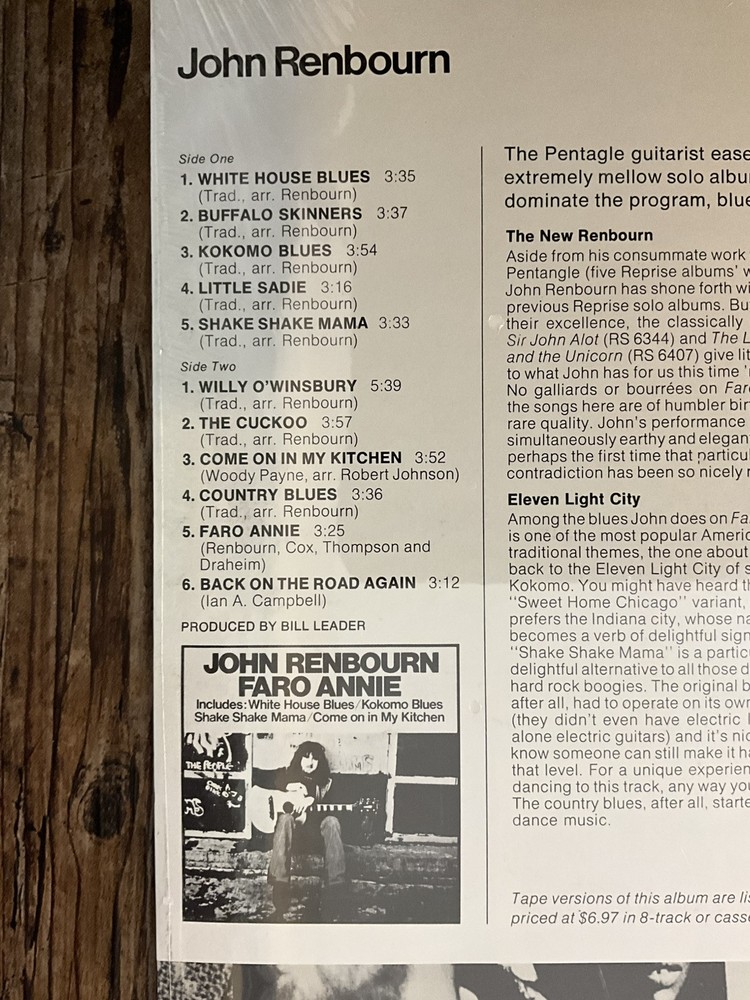 John Renbourn
Side One
1. WHITE HOUSE BLUES 3:35
(Trad., arr. Renbourn)
2. BUFFALO SKINNERS 3:37
(Trad., arr. Renbourn)
3. KOKOMO BLUES 3:54
(Trad., arr. Renbourn)
4. LITTLE SADIE 3:16
(Trad., arr. Renbourn)
5. SHAKE SHAKE MAMA 3:33
(Trad., arr. Renbourn)
Side Two
1. WILLY O'WINSBURY 5:39
(Trad., arr. Renbourn)
2. THE CUCKOO 3:57
(Trad., arr. Renbourn)
3. COME ON IN MY KITCHEN 3:52
(Woody Payne, arr. Robert Johnson)
4. COUNTRY BLUES 3:36
(Trad., arr. Renbourn)
5. FARO ANNIE 3:25
(Renbourn, Cox, Thompson and
Draheim)
6. BACK ON THE ROAD AGAIN 3:12
(Ian A. Campbell)
PRODUCED BY BILL LEADER
JOHN RENBOURN
FARO ANNIE
Includes: White House Blues/Kokomo Blues
Shake Shake Mama/Come on in My Kitchen
THE PEOPLE
The Pentagle guitarist ease
extremely mellow solo albu
dominate the program, blue
The New Renbourn
Aside from his consummate work
Pentangle (five Reprise albums' w
John Renbourn has shone forth wi
previous Reprise solo albums. Bu
their excellence, the classically
Sir John Alot (RS 6344) and The L
and the Unicorn (RS 6407) give lit
to what John has for us this time 'r
No galliards or bourrées on Faro
the songs here are of humbler bir
rare quality. John's performance
simultaneously earthy and elegan
perhaps the first time that particul
contradiction has been so nicely r
Eleven Light City
Among the blues John does on Fa
is one of the most popular Americ
traditional themes, the one about
back to the Eleven Light City of s
Kokomo. You might have heard th
"Sweet Home Chicago" variant,
prefers the Indiana city, whose na
becomes a verb of delightful sign
"Shake Shake Mama" is a particu
delightful alternative to all those d
hard rock boogies. The original b
after all, had to operate on its own
(they didn't even have electric l
alone electric guitars) and it's nic
know someone can still make it ha
that level. For a unique experien
dancing to this track, any way you
The country blues, after all, starte
dance music.
Tape versions of this album are lis
priced at $6.97 in 8-track or casse